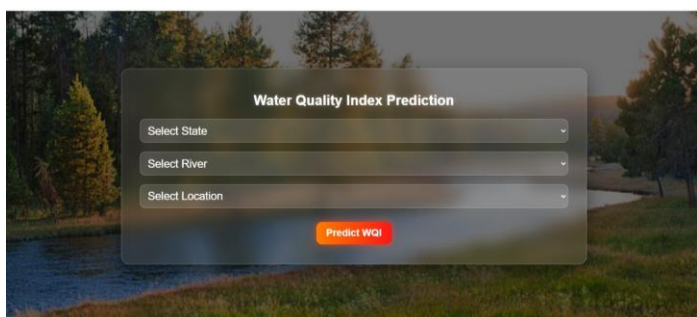 Water Quality Index Prediction
Select State
Select River
Select Location
Predict WQI